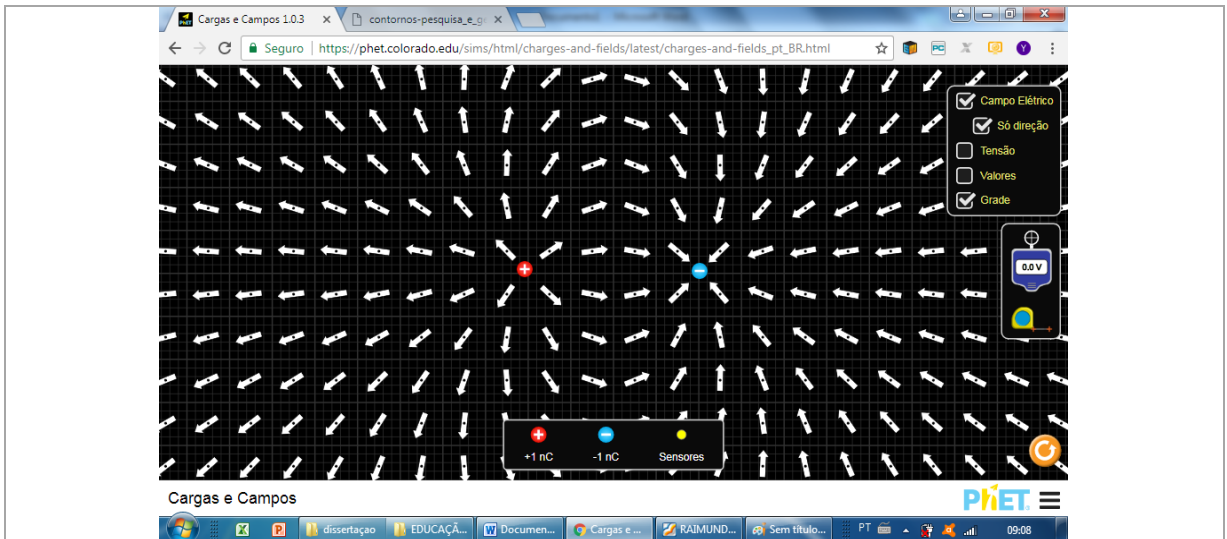 Cargas e Campos 1.0.3
contornos-pesquisa_e_g
Seguro | https://phet.colorado.edu/sims/html/charges-and-fields/latest/charges-and-fields_pt_BR.html
PC
Y
Campo Elétrico
Só direção
Tensão
Valores
Grade
0.0 V
+1 nC
-1 nC
Sensores
Cargas e Campos
PhET
dissertaçao
EDUCAÇÃ...
Documen...
Cargas e ...
RAIMUND...
Sem título...
PT
09:08